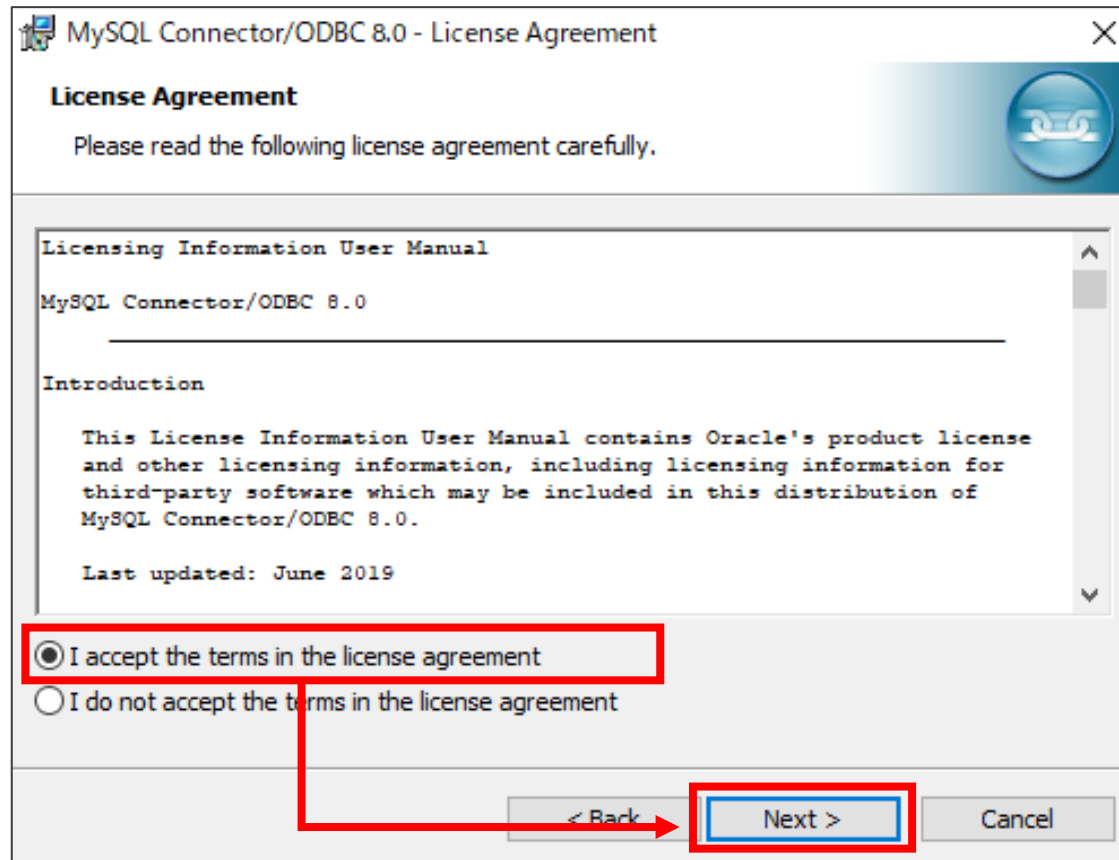 MySQL Connector/ODBC 8.0 - License Agreement
License Agreement
Please read the following license agreement carefully.
Licensing Information User Manual
MySQL Connector/ODBC 8.0
Introduction
This License Information User Manual contains Oracle's product license
and other licensing information, including licensing information for
third-party software which may be included in this distribution of
MySQL Connector/ODBC 8.0.
Last updated: June 2019
I accept the terms in the license agreement
I do not accept the terms in the license agreement
< Back
Next >
Cancel